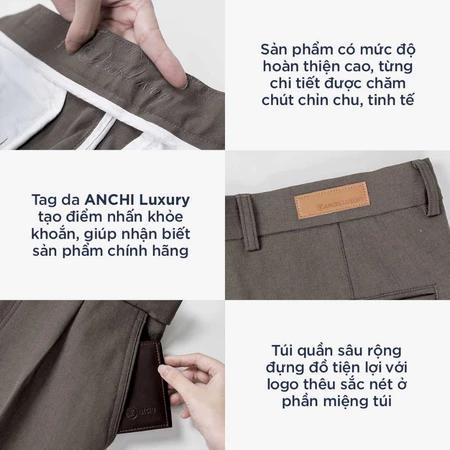 Sản phẩm có mức độ
hoàn thiện cao, từng
chi tiết được chăm
chút chỉn chu, tinh tế
Tag da ANCHI Luxury
tạo điểm nhấn khỏe
khoắn, giúp nhận biết
sản phẩm chính hãng
ANCHI LUXURY
Túi quần sâu rộng
đựng đồ tiện lợi với
logo thêu sắc nét ở
phần miệng túi